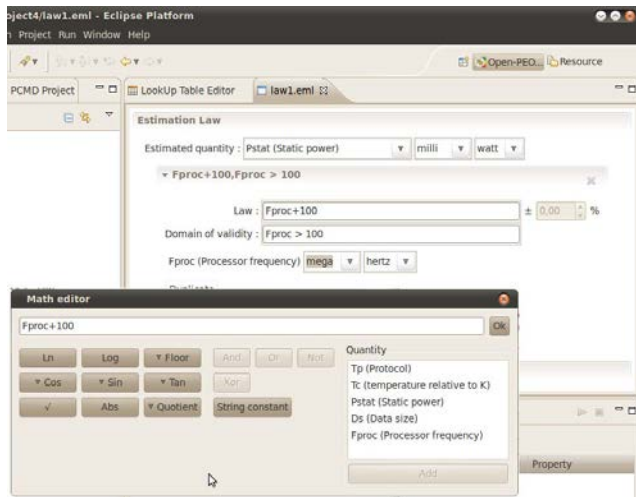 oject4/law1.eml - Eclipse Platform
n Project Run Window Help
Open-PEO... Resource
PCMD Project LookUp Table Editor law1.eml
Estimation Law
Estimated quantity : Pstat (Static power) milli watt
Fproc+100,Fproc > 100
Law : Fproc+100 ± 0,00 %
Domain of validity : Fproc > 100
Fproc (Processor frequency) mega hertz
Math editor
Fproc+100 Ok
Ln Log Floor And Or Not
Cos Sin Tan Xor
√ Abs Quotient String constant
Quantity
Tp (Protocol)
Tc (temperature relative to K)
Pstat (Static power)
Ds (Data size)
Fproc (Processor frequency)
Add
Property